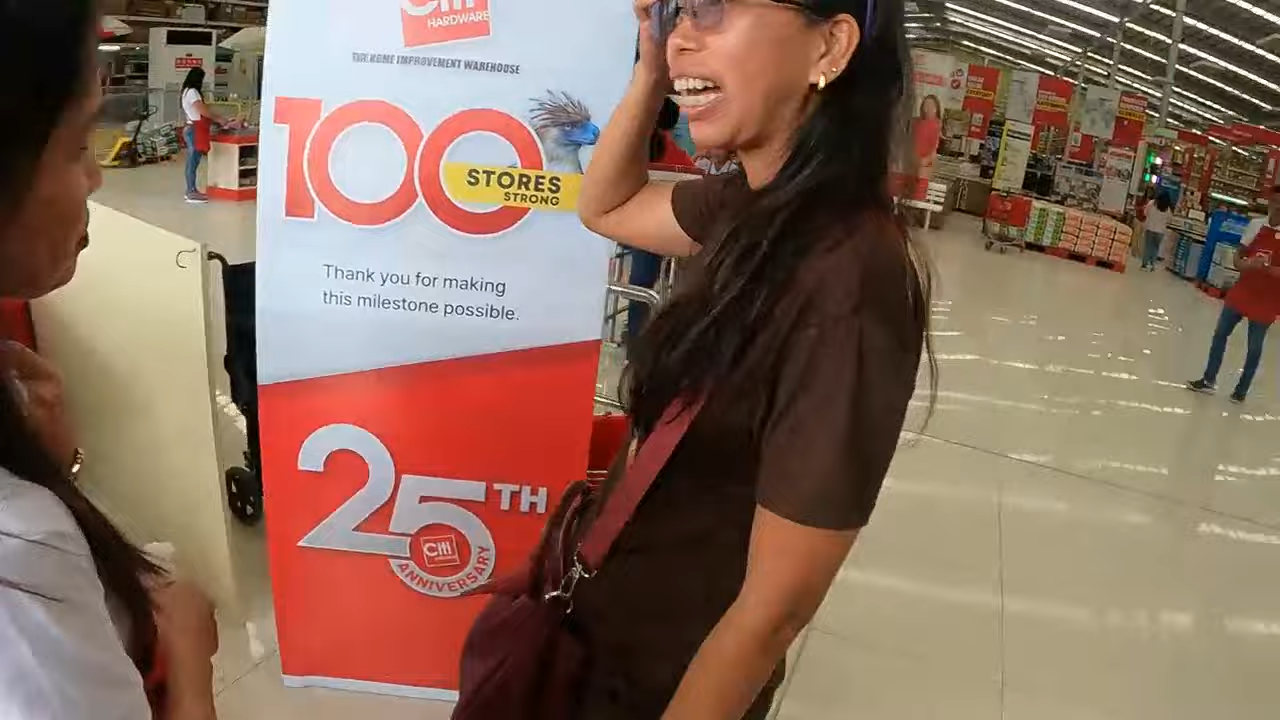 Citi
HARDWARE
THE HOME IMPROVEMENT WAREHOUSE
100
STORES
STRONG
Thank you for making
this milestone possible.
25TH
Citi
ANNIVERSARY